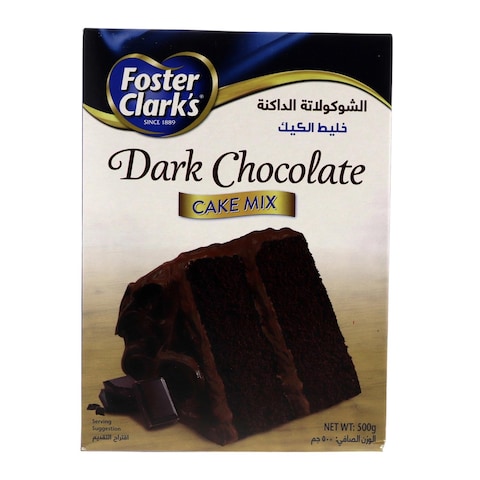 Foster
Clark's®
SINCE 1889
الشوكولاتة الداكنة
خليط الكيك
Dark Chocolate
CAKE MIX
Serving
Suggestion
اقتراح التقديم
NET WT: 500g
الوزن الصافي: ٥٠٠ جم